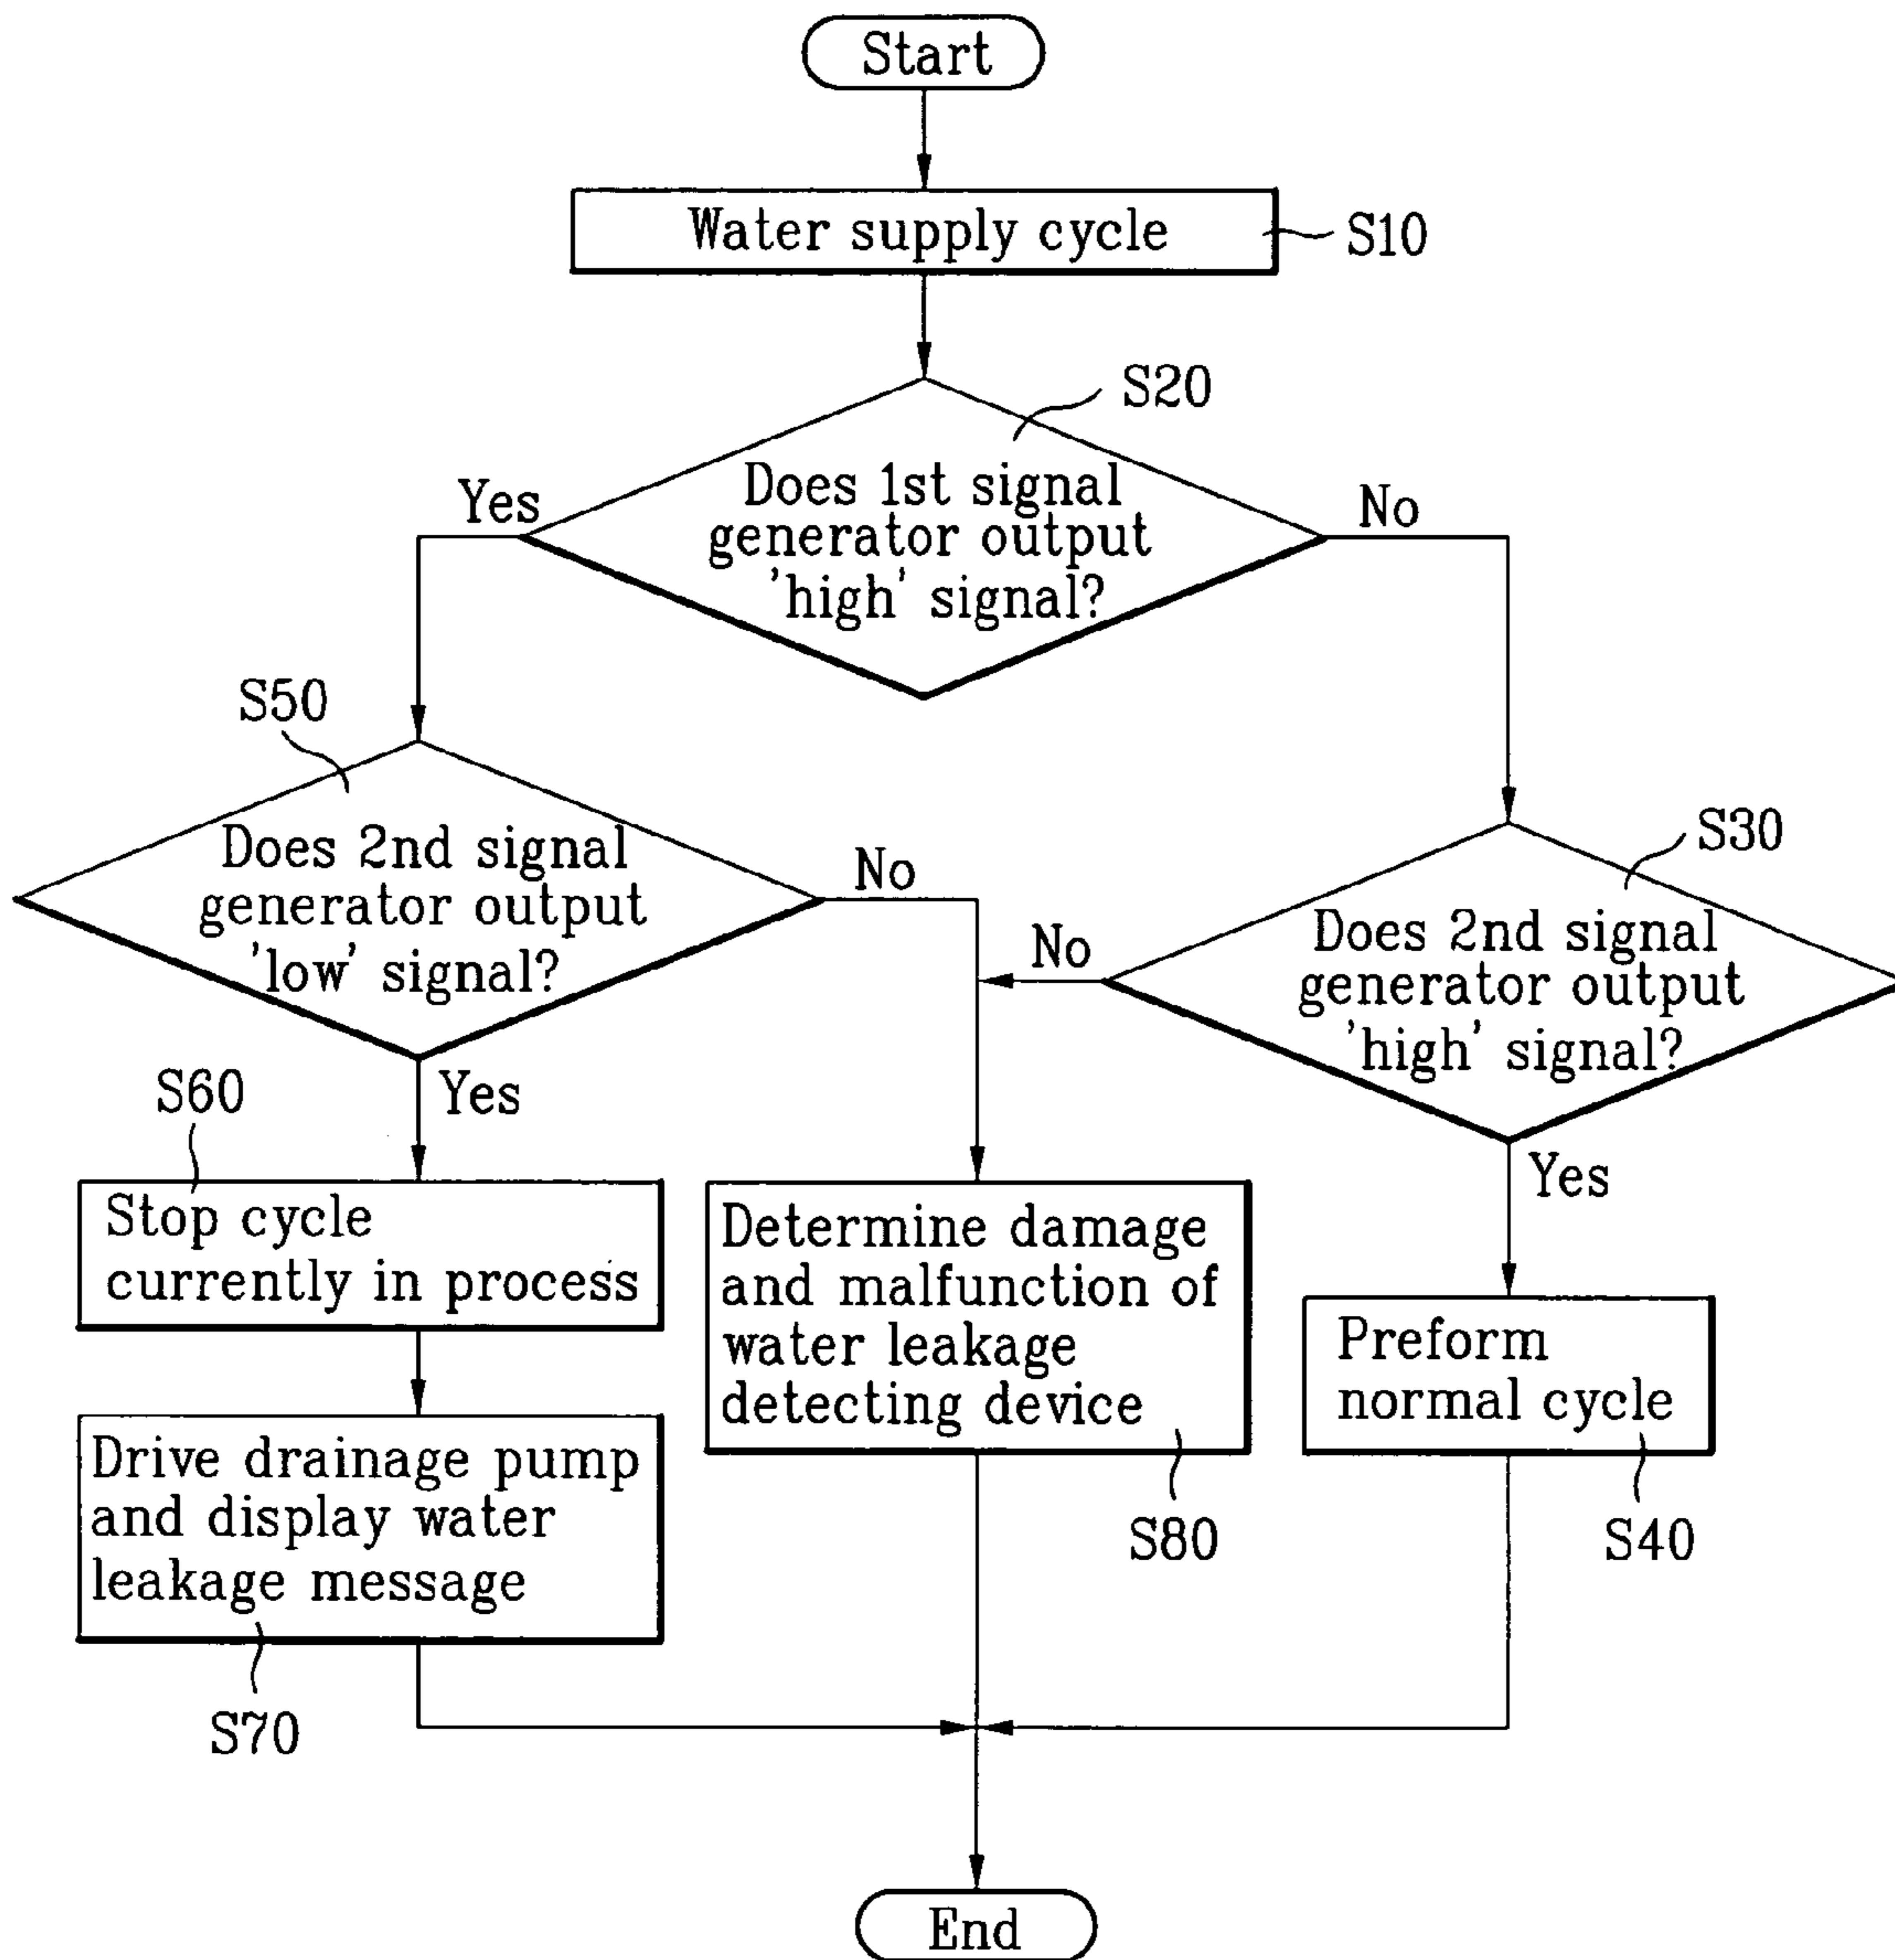 Start
Water supply cycle
S10
S20
Does 1st signal
generator output
'high' signal?
Yes
No
S50
Does 2nd signal
generator output
'low' signal?
No
Yes
S30
Does 2nd signal
generator output
'high' signal?
No
Yes
S60
Stop cycle
currently in process
Determine damage
and malfunction of
water leakage
detecting device
S80
Preform
normal cycle
S40
Drive drainage pump
and display water
leakage message
S70
End